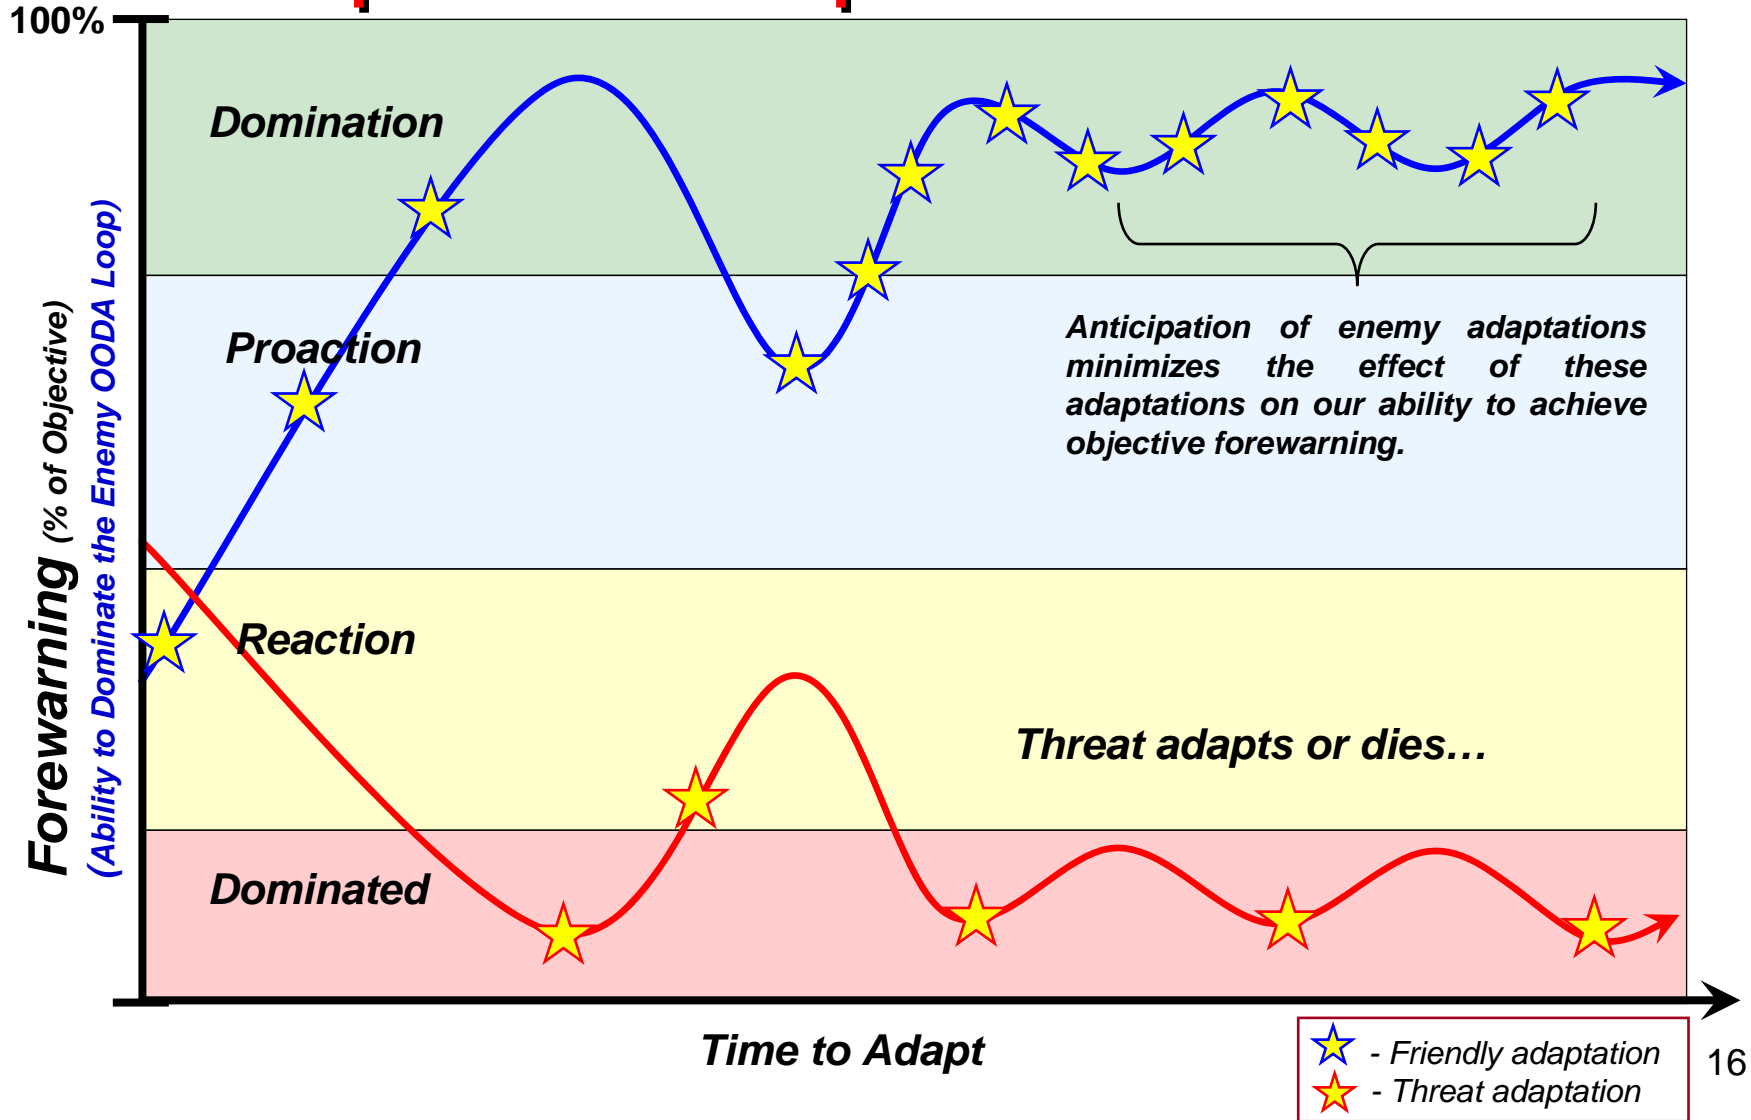 100%
Domination
Proaction
Anticipation of enemy adaptations
minimizes the effect of these
adaptations on our ability to achieve
objective forewarning.
Forewarning (% of Objective)
(Ability to Dominate the Enemy OODA Loop)
Reaction
Threat adapts or dies…
Dominated
Time to Adapt
- Friendly adaptation
- Threat adaptation
16